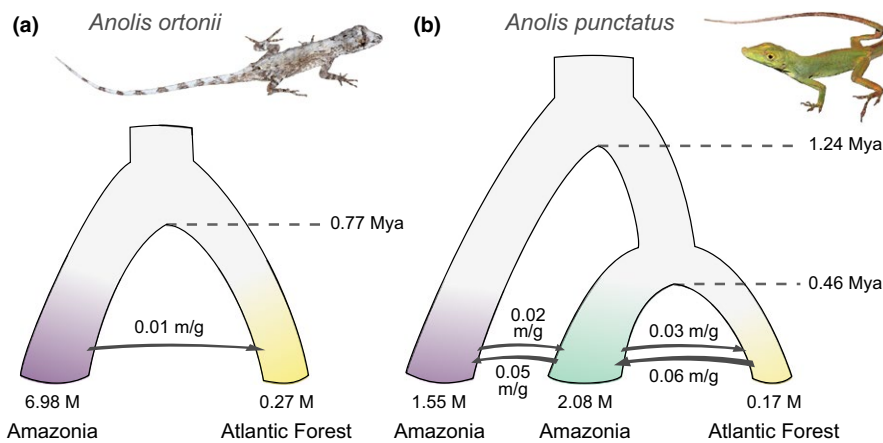 (a)
Anolis ortonii
0.77 Mya
0.01 m/g
6.98 M
0.27 M
Amazonia
Atlantic Forest
(b)
Anolis punctatus
1.24 Mya
0.46 Mya
0.02
m/g
0.03 m/g
0.05
m/g
0.06 m/g
1.55 M
2.08 M
0.17 M
Amazonia
Amazonia
Atlantic Forest